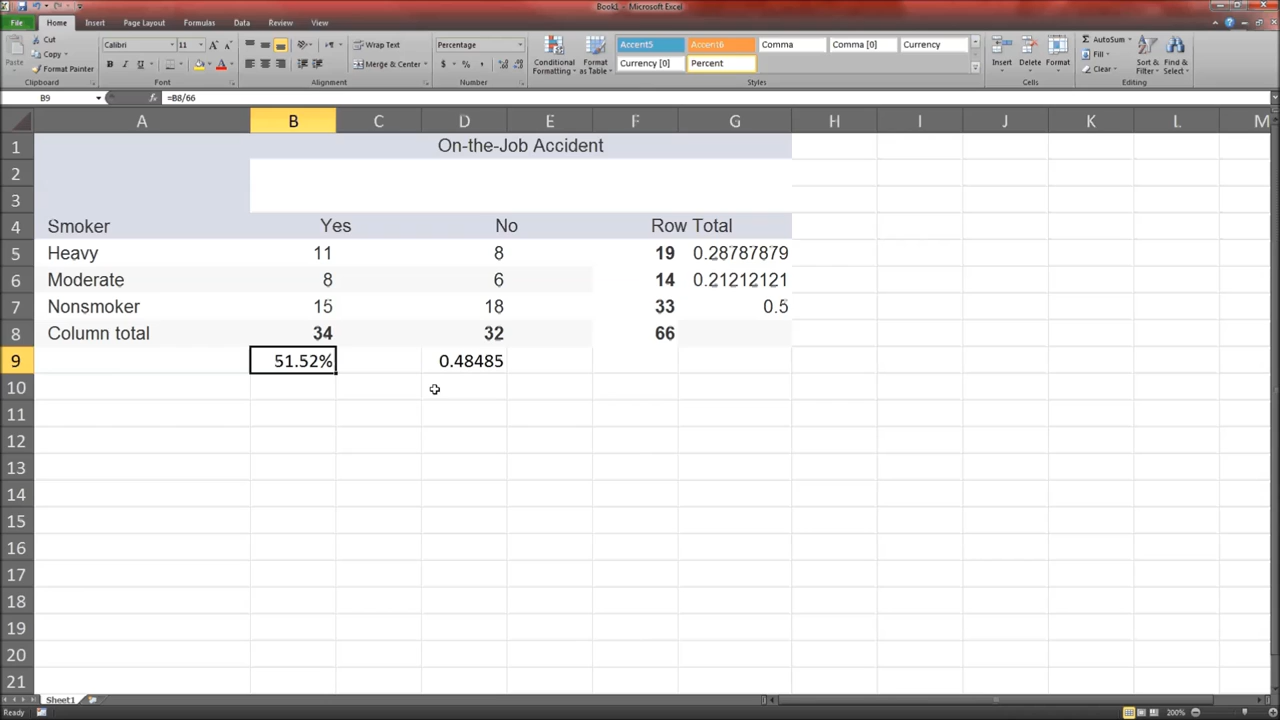 Book1 - Microsoft Excel
File Home Insert Page Layout Formulas Data Review View
Cut
Copy
Format Painter
Paste
Clipboard
Calibri 11
B I U
Font
Wrap Text
Merge & Center
Alignment
Percentage
$ % ,
Number
Conditional Formatting
Format as Table
Accent5 Accent6 Comma Comma [0] Currency
Currency [0] Percent
Styles
Insert Delete Format
Cells
AutoSum
Fill
Clear
Sort & Filter
Find & Select
Editing
B9 fx =B8/66
A B C D E F G H I J K L M
1 On-the-Job Accident
2
3
4 Smoker Yes No Row Total
5 Heavy 11 8 19 0.28787879
6 Moderate 8 6 14 0.21212121
7 Nonsmoker 15 18 33 0.5
8 Column total 34 32 66
9 51.52% 0.48485
10
11
12
13
14
15
16
17
18
19
20
21
Sheet1
Ready 200%